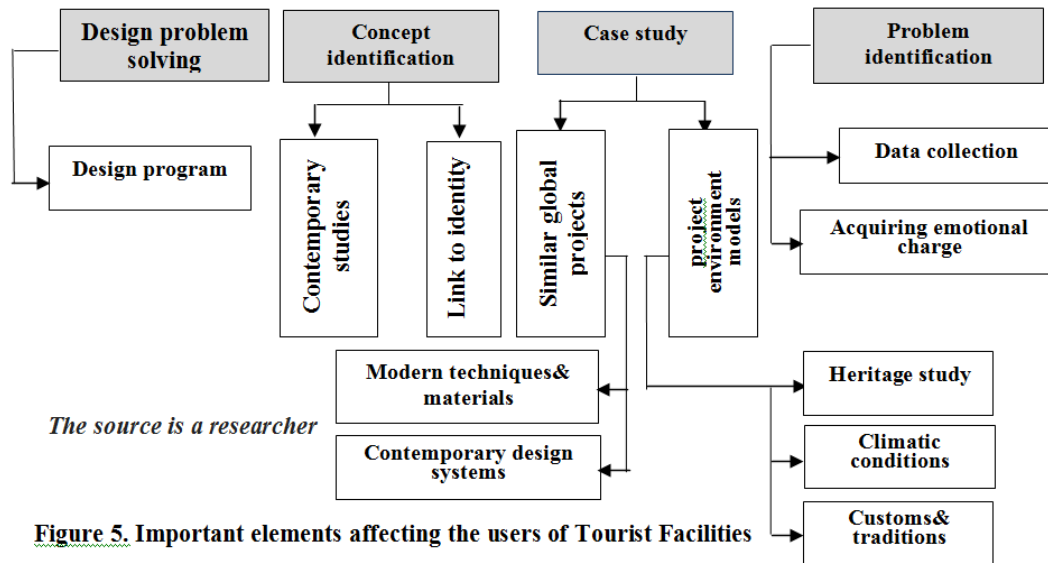 Design problem
solving
Concept
identification
Case study
Problem
identification
Design program
Contemporary
studies
Link to identity
Similar global
projects
project
environment
models
Data collection
Acquiring emotional
charge
Modern techniques&
materials
Contemporary design
systems
Heritage study
Climatic
conditions
Customs&
traditions
The source is a researcher
Figure 5. Important elements affecting the users of Tourist Facilities